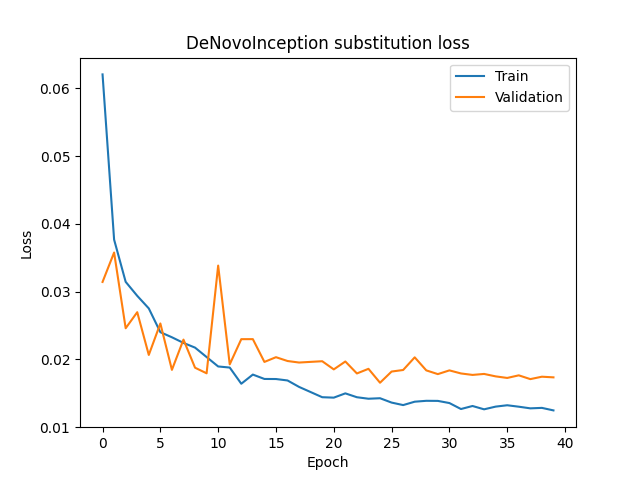 DeNovoInception substitution loss
Train
Validation
0.06
0.05
0.04
0.03
0.02
0.01
Loss
0 5 10 15 20 25 30 35 40
Epoch